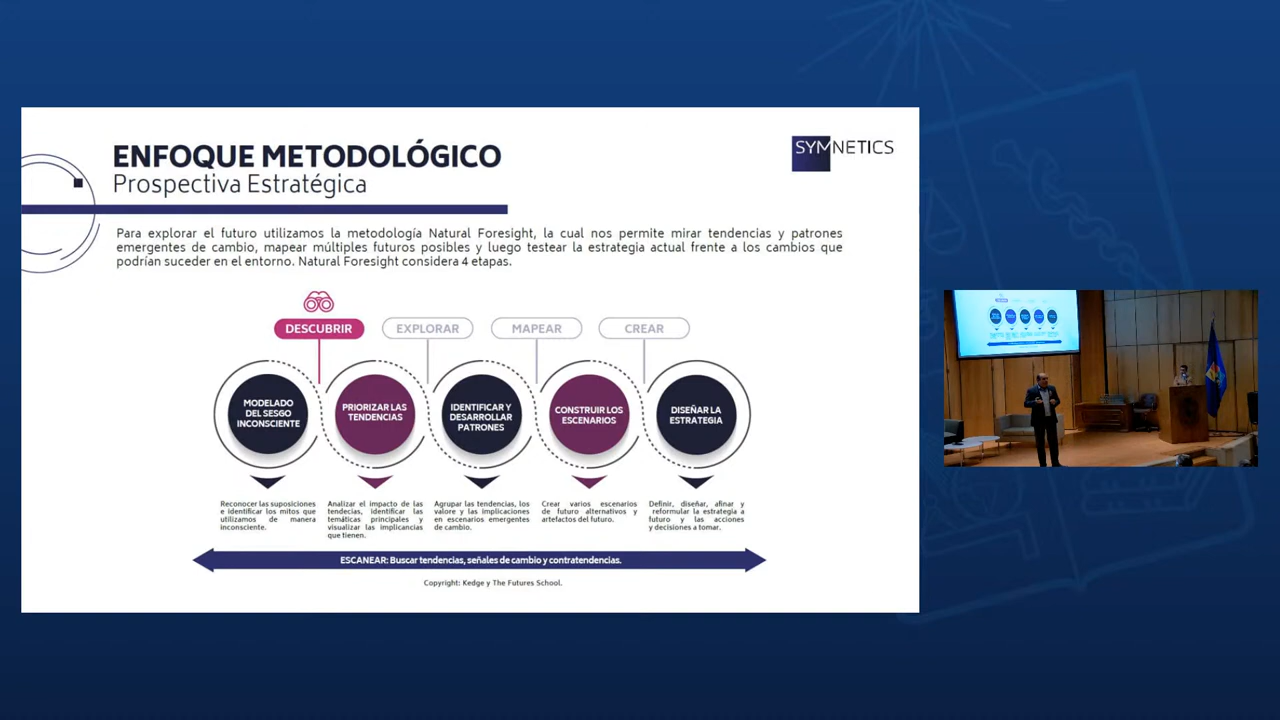 ENFOQUE METODOLÓGICO
Prospectiva Estratégica
SYMNETICS
Para explorar el futuro utilizamos la metodología Natural Foresight, la cual nos permite mirar tendencias y patrones
emergentes de cambio, mapear múltiples futuros posibles y luego testear la estrategia actual frente a los cambios que
podrían suceder en el entorno. Natural Foresight considera 4 etapas.
DESCUBRIR
EXPLORAR
MAPEAR
CREAR
MODELADO
DEL SESGO
INCONSCIENTE
PRIORIZAR LAS
TENDENCIAS
IDENTIFICAR Y
DESARROLLAR
PATRONES
CONSTRUIR LOS
ESCENARIOS
DISEÑAR LA
ESTRATEGIA
Reconocer las suposiciones
e identificar los mitos que
utilizamos de manera
inconsciente.
Analizar el impacto de las
tendecias, identificar las
temáticas principales y
visualizar las implicancias
que tienen.
Agrupar las tendencias, los
valore y las implicaciones
en escenarios emergentes
de cambio.
Crear varios escenarios
de futuro alternativos y
artefactos del futuro.
Definir, diseñar, afinar y
reformular la estrategia a
futuro y las acciones
y decisiones a tomar.
ESCANEAR: Buscar tendencias, señales de cambio y contratendencias.
Copyright: Kedge y The Futures School.